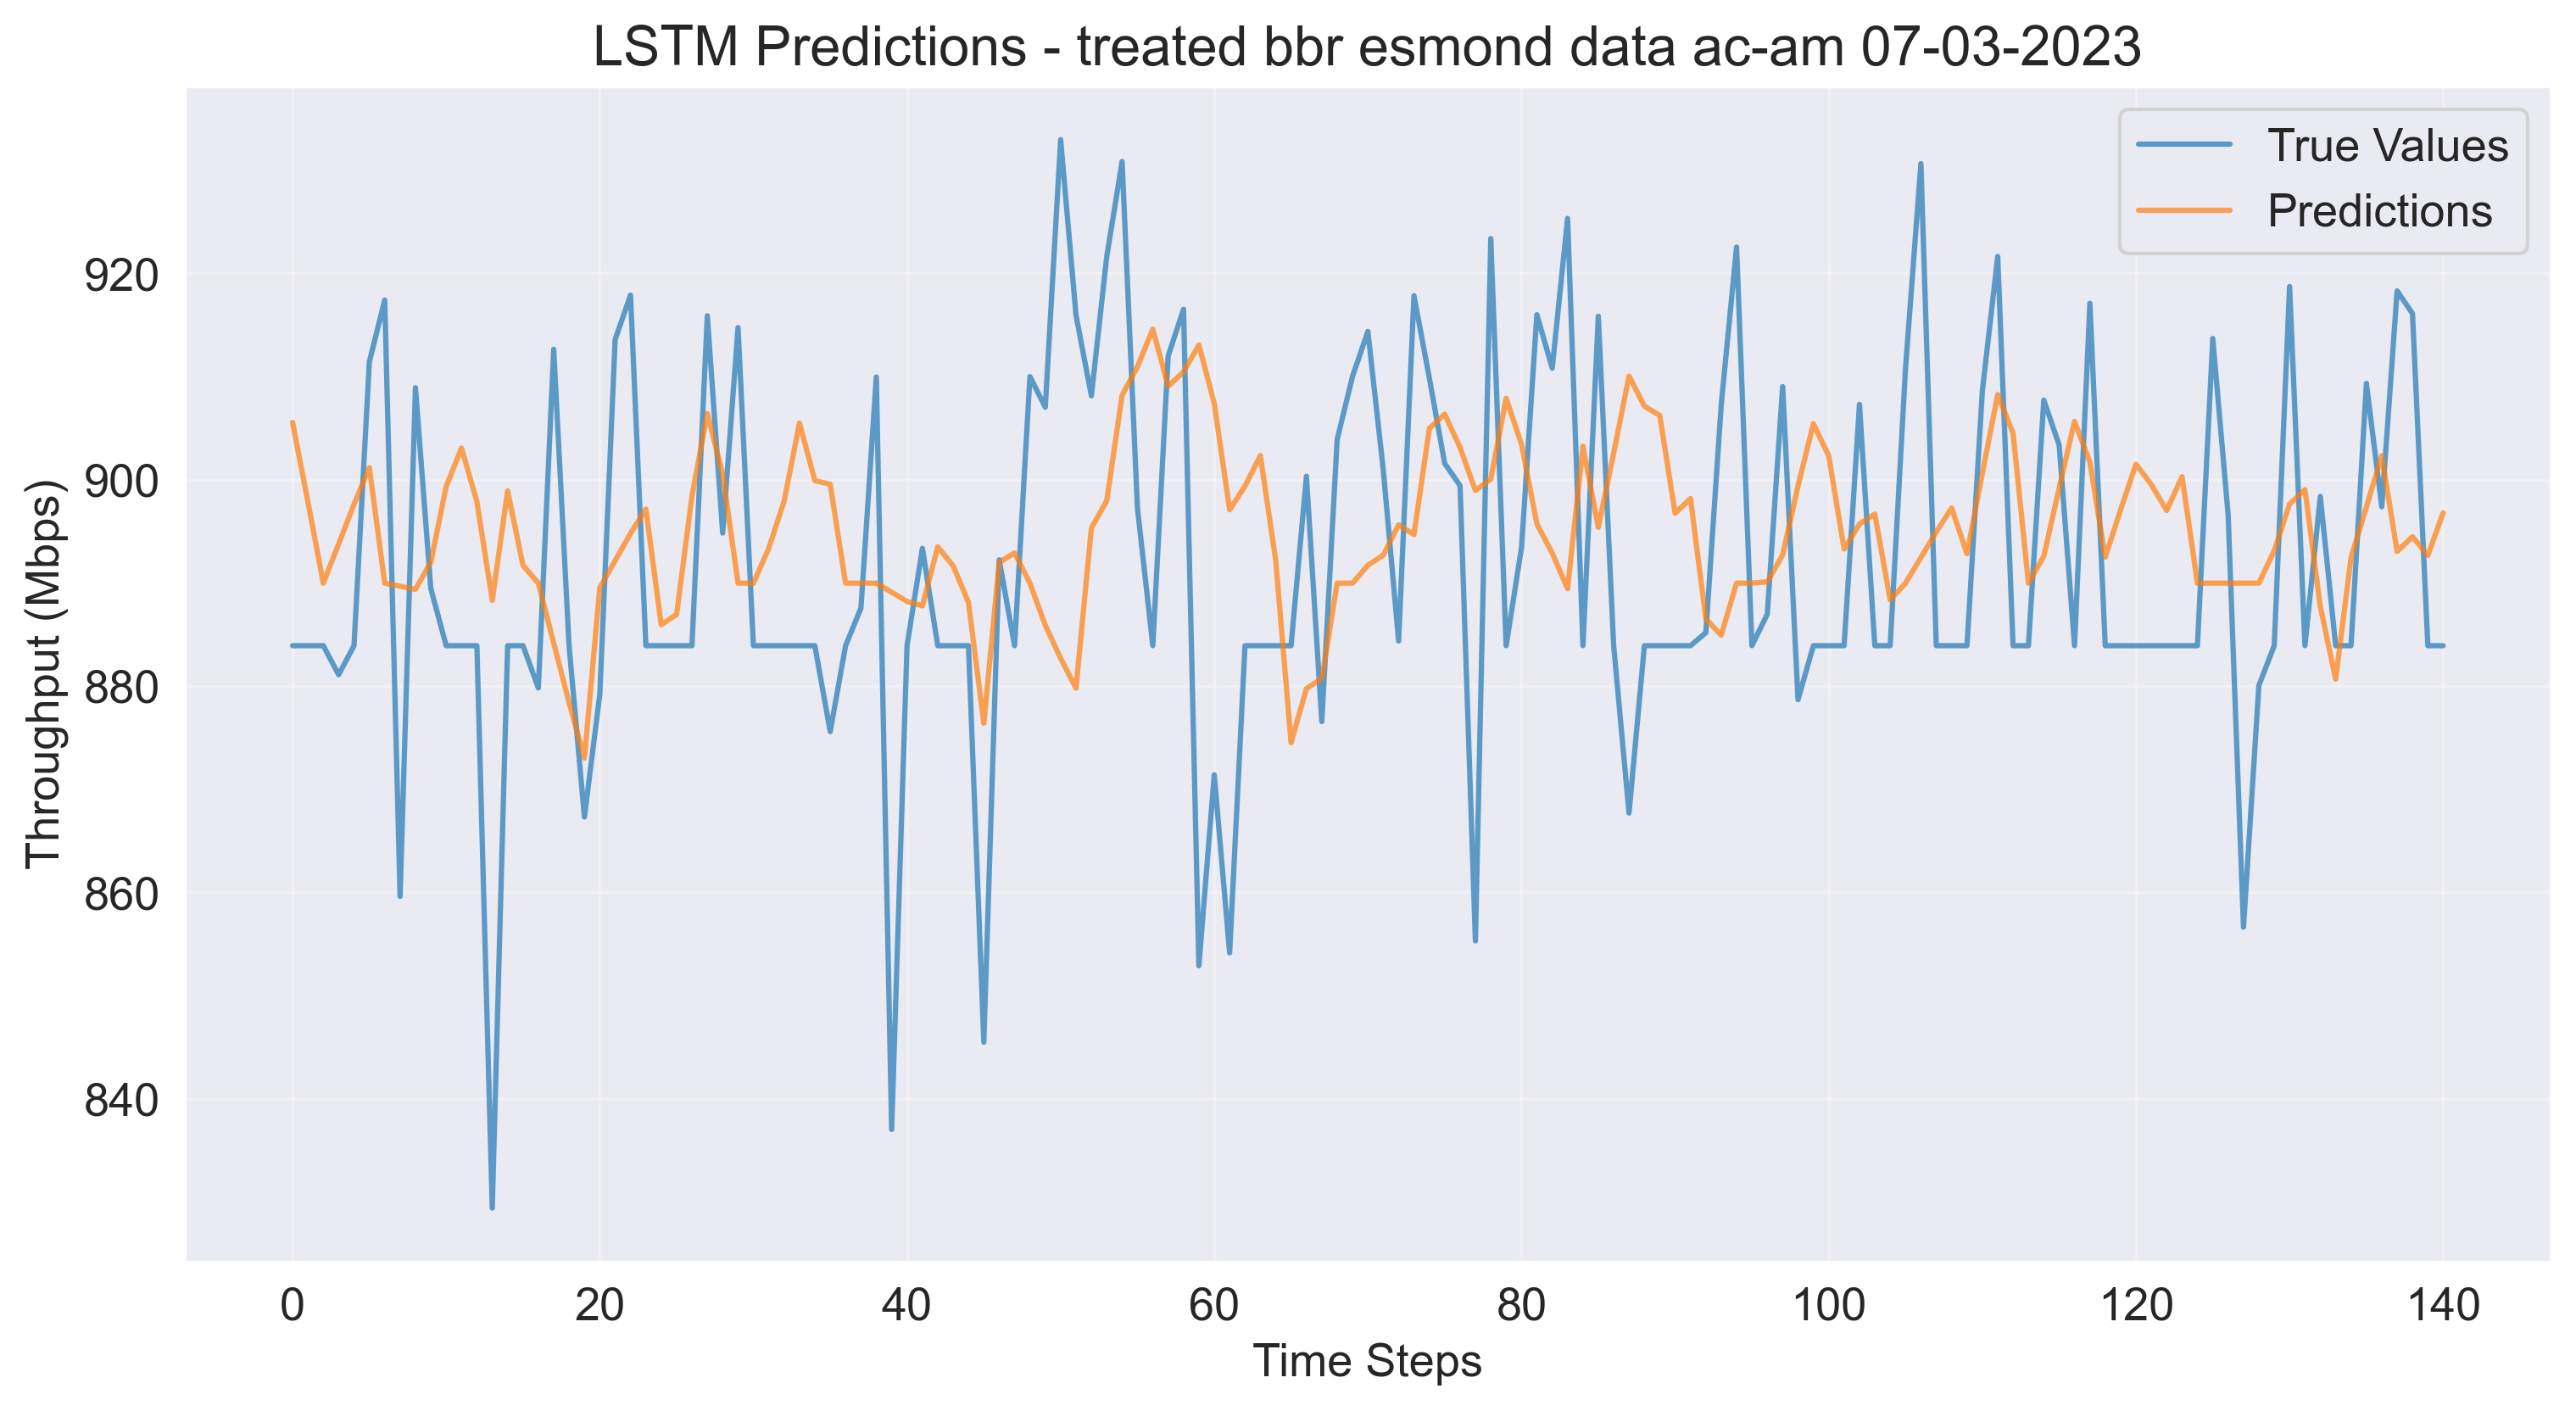 LSTM Predictions - treated bbr esmond data ac-am 07-03-2023
True Values
Predictions
Throughput (Mbps)
920
900
880
860
840
0 20 40 60 80 100 120 140
Time Steps